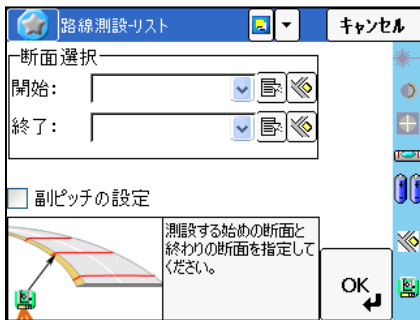 路線測設-リスト
キャンセル
断面選択
開始:
終了:
副ピッチの設定
測設する始めの断面と
終わりの断面を指定して
ください。
OK